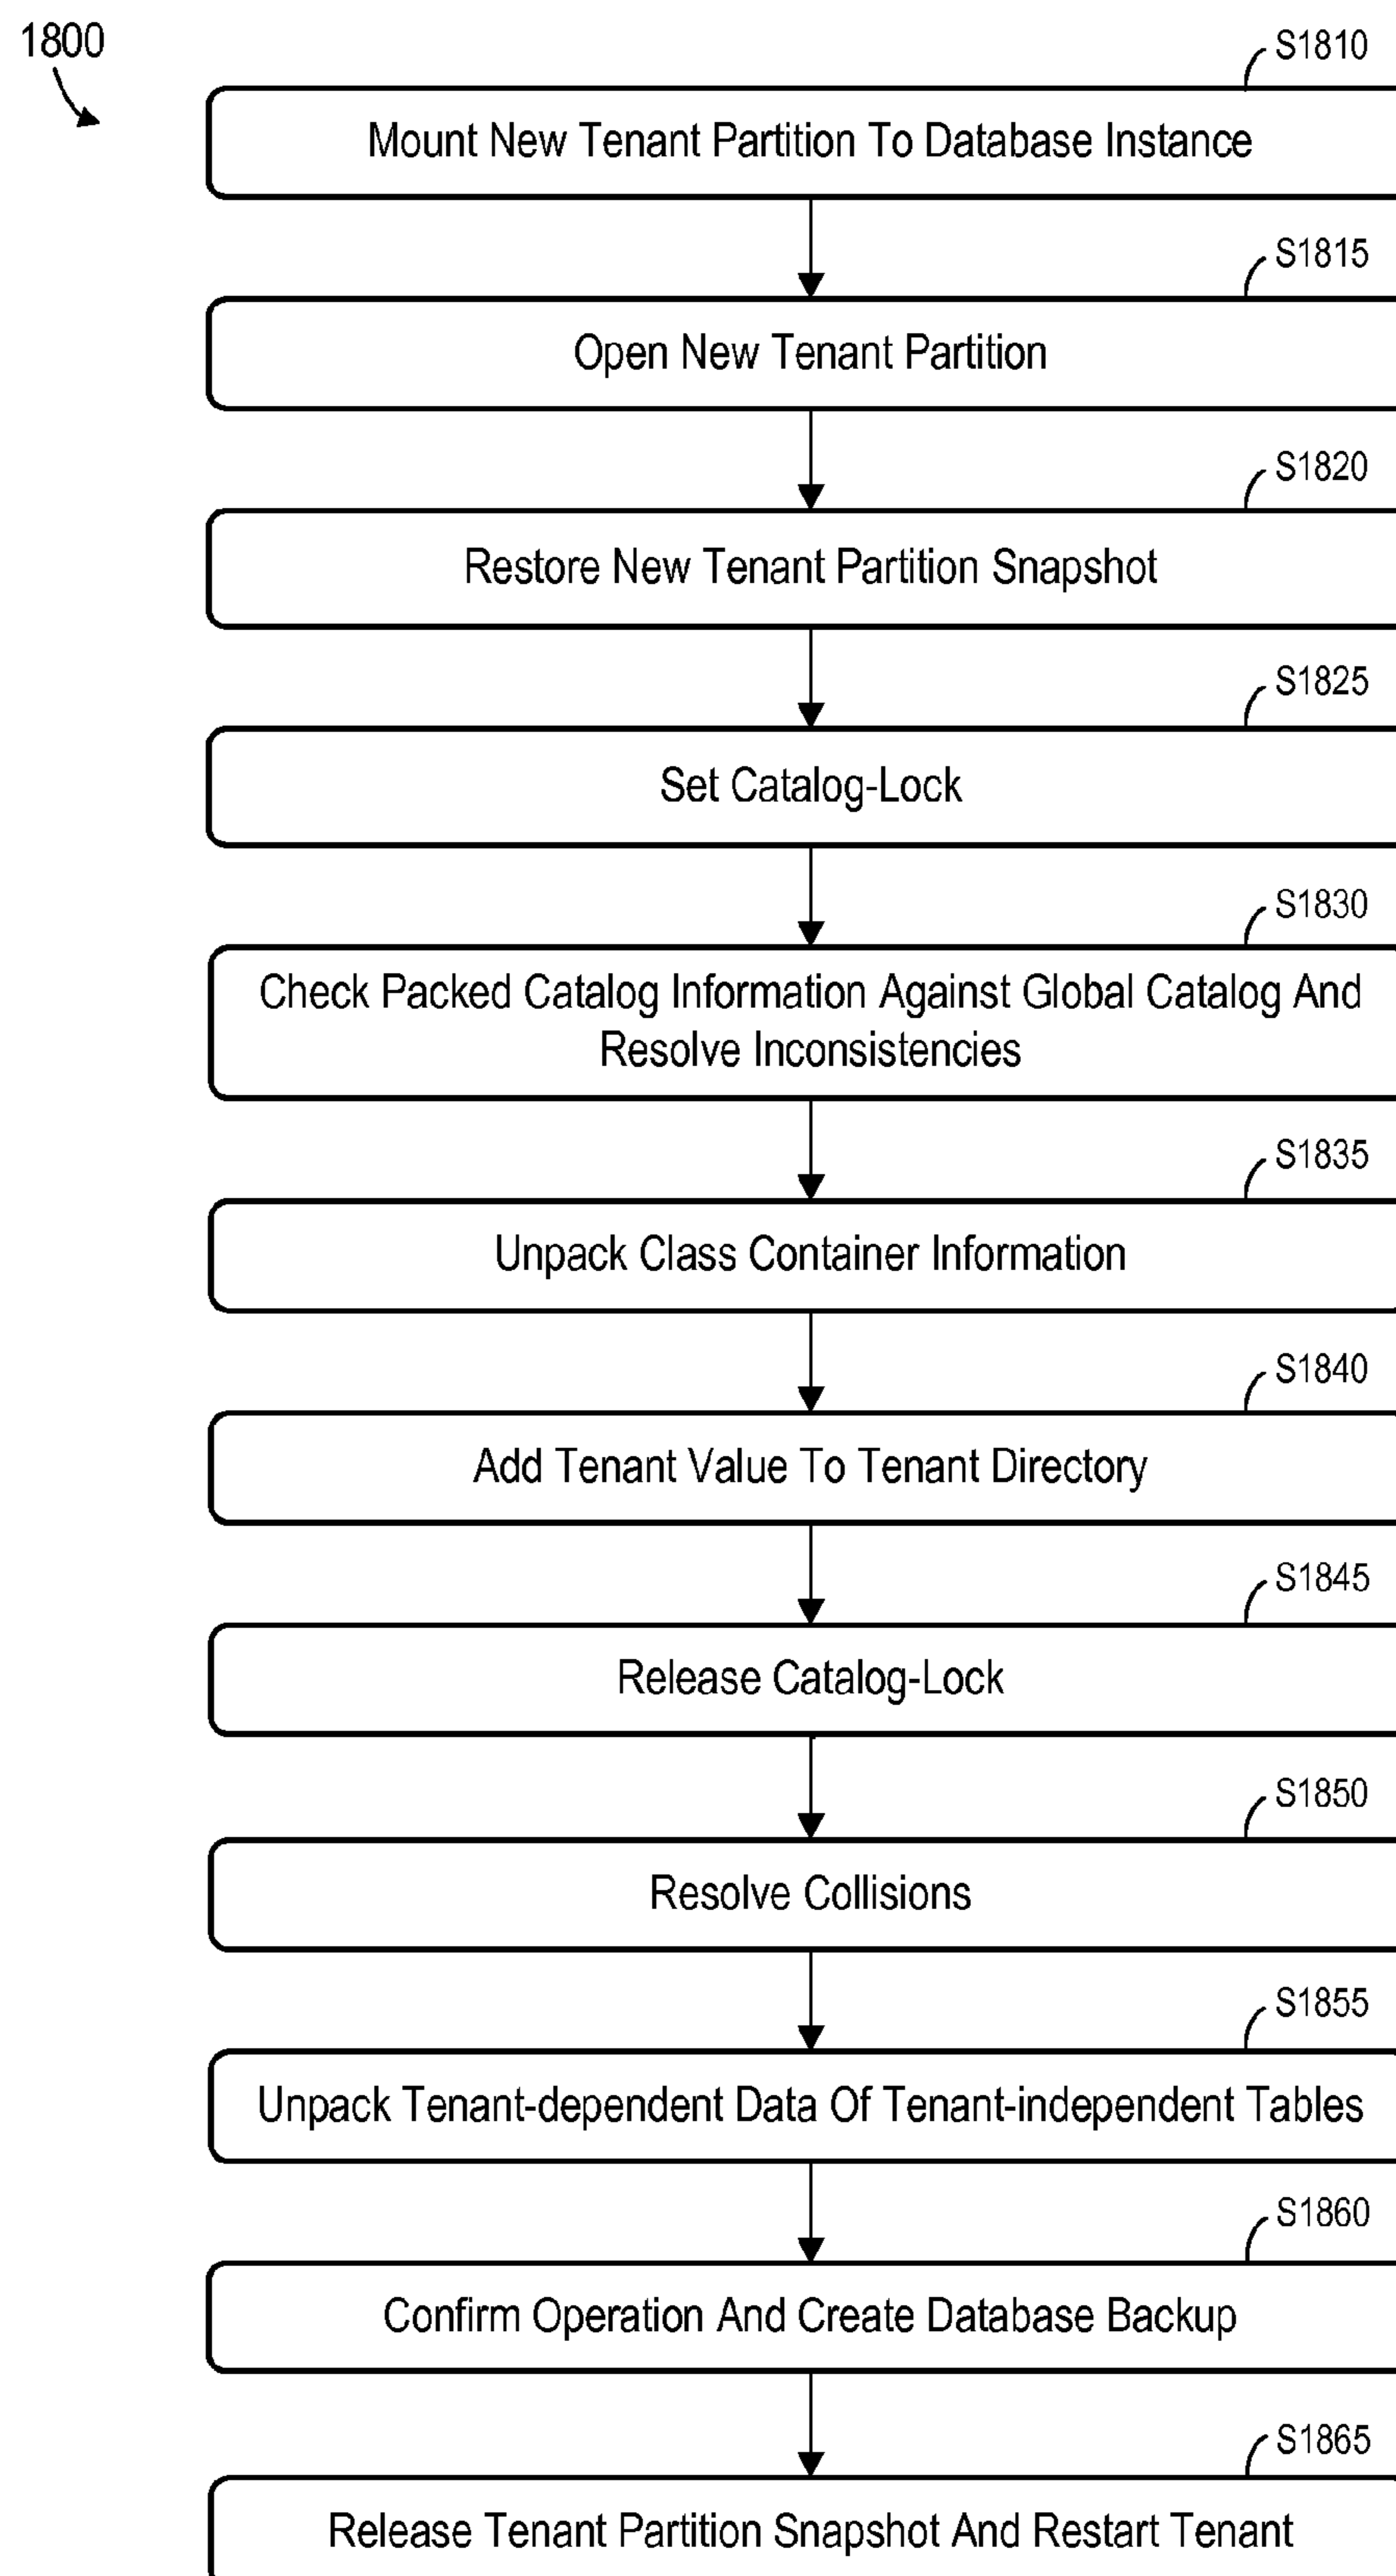 1800
S1810
Mount New Tenant Partition To Database Instance
S1815
Open New Tenant Partition
S1820
Restore New Tenant Partition Snapshot
S1825
Set Catalog-Lock
S1830
Check Packed Catalog Information Against Global Catalog And
Resolve Inconsistencies
S1835
Unpack Class Container Information
S1840
Add Tenant Value To Tenant Directory
S1845
Release Catalog-Lock
S1850
Resolve Collisions
S1855
Unpack Tenant-dependent Data Of Tenant-independent Tables
S1860
Confirm Operation And Create Database Backup
S1865
Release Tenant Partition Snapshot And Restart Tenant